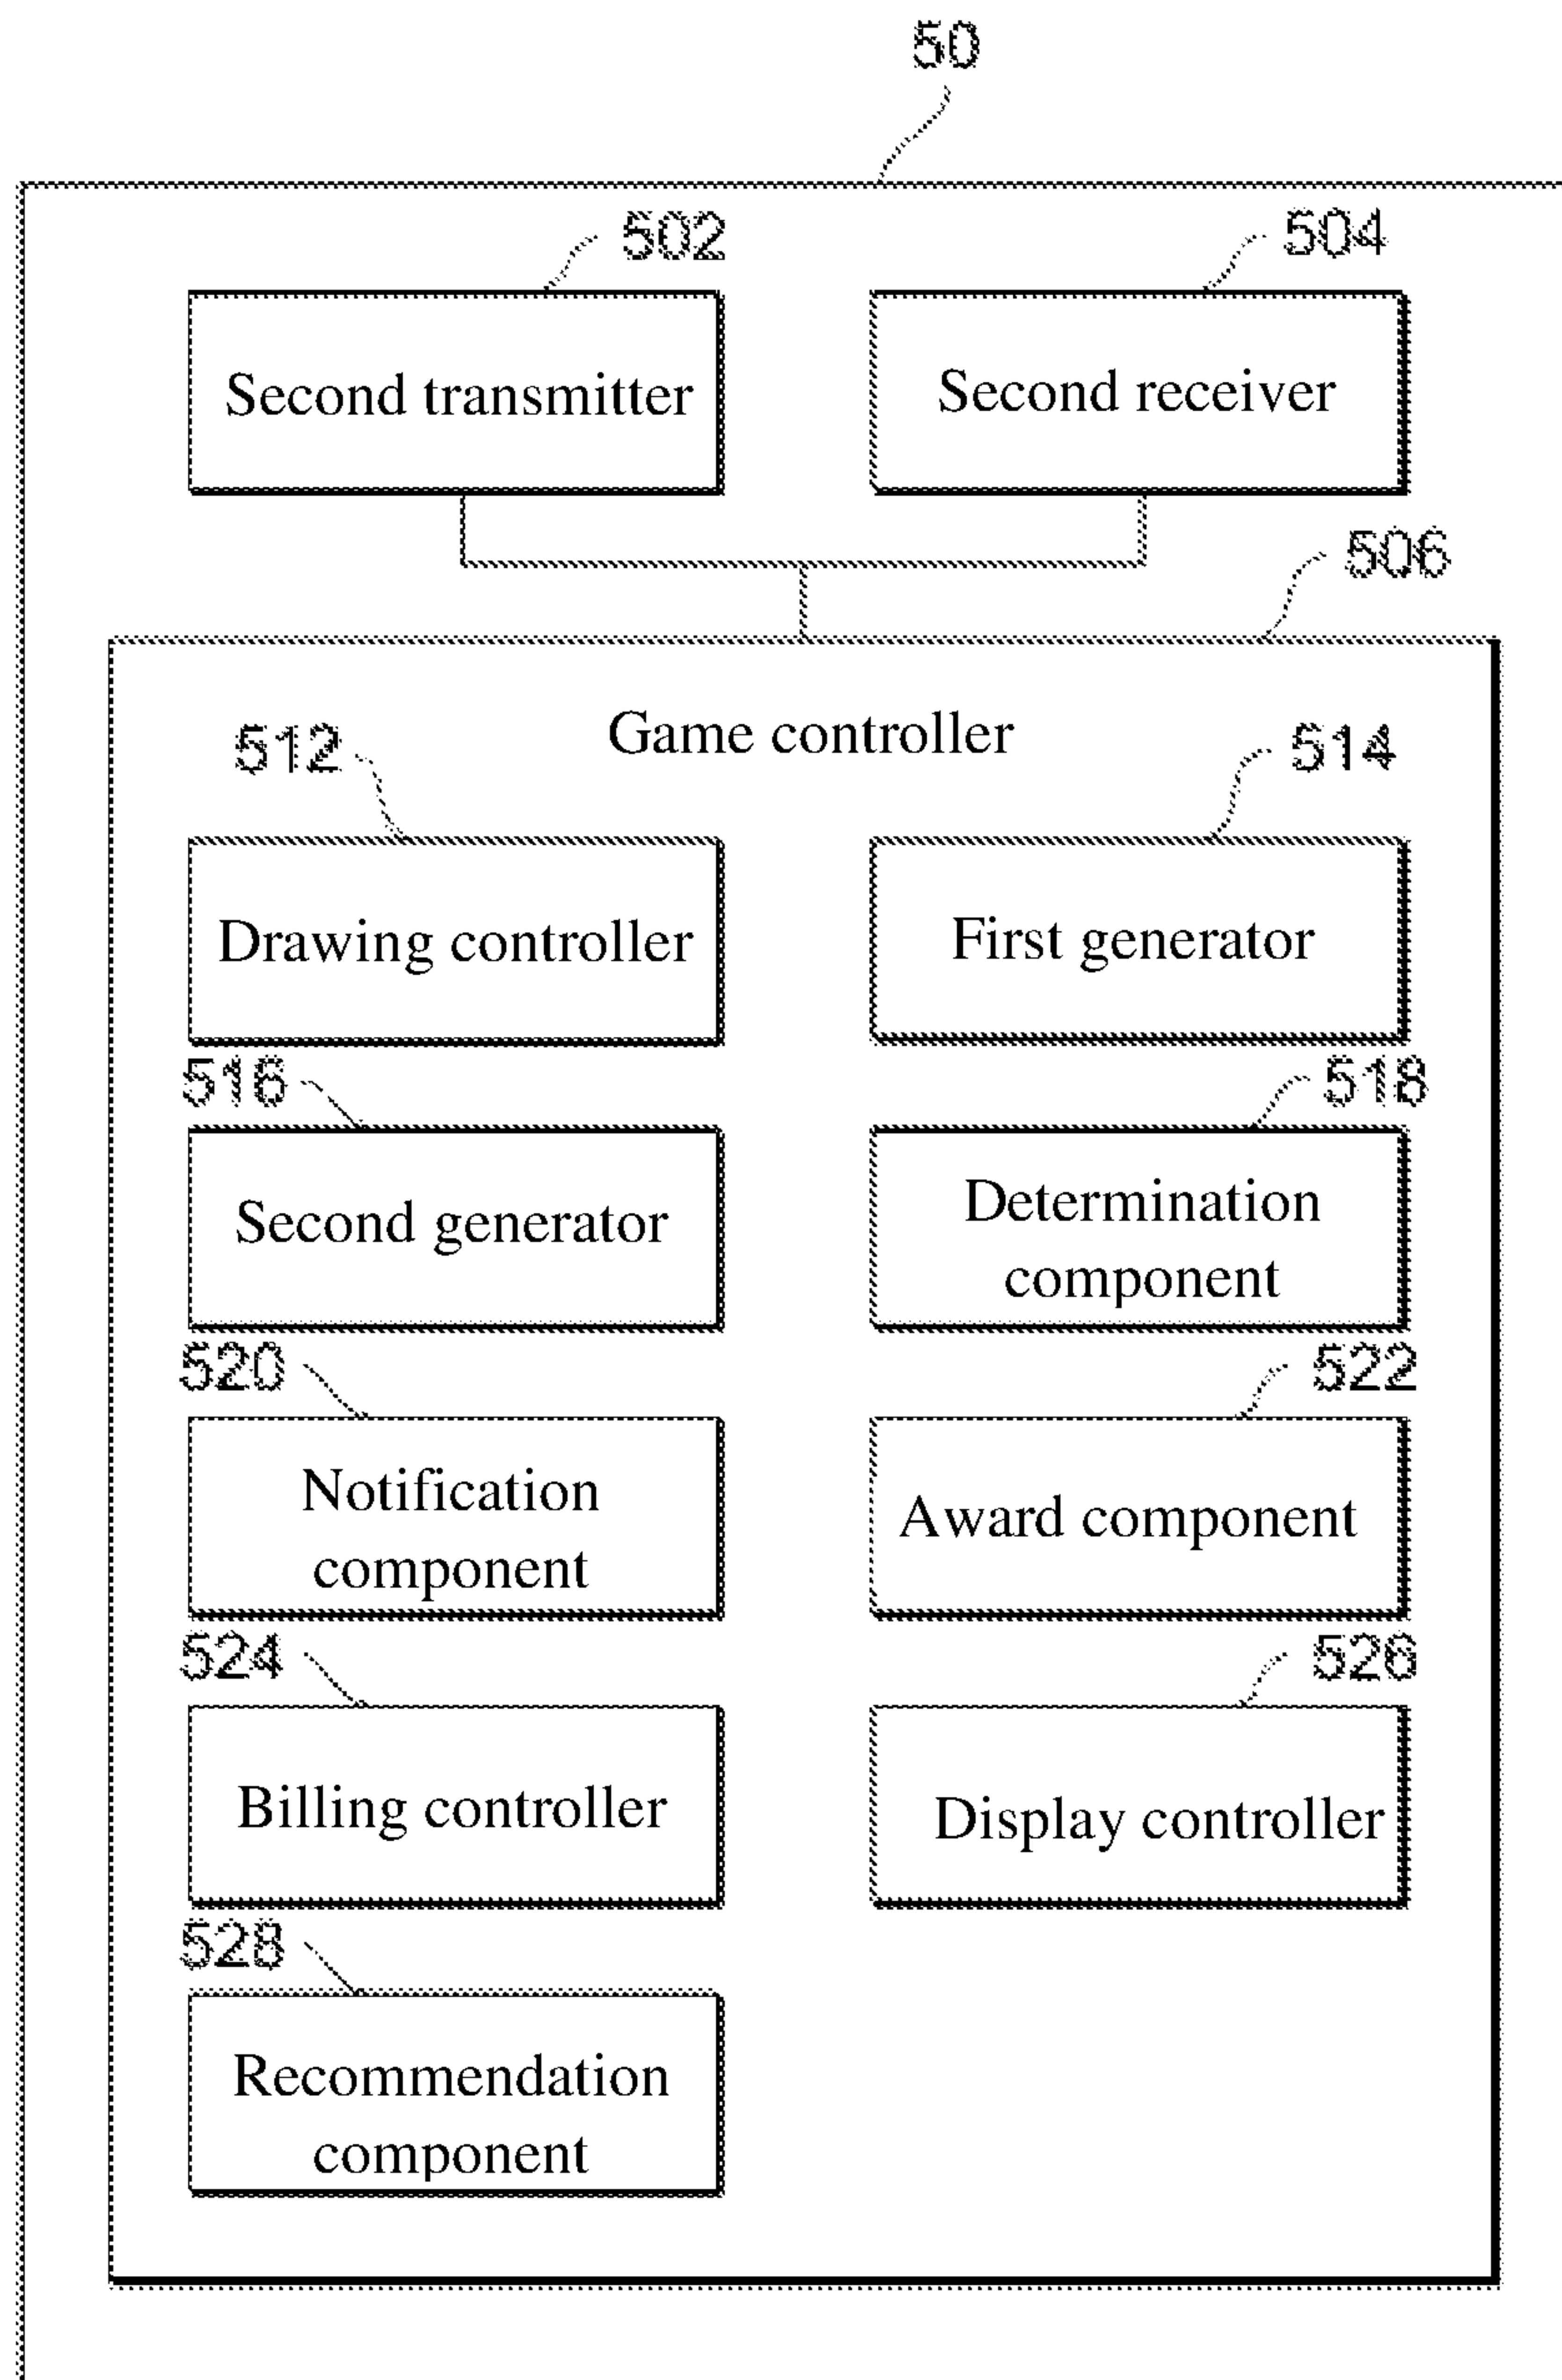 50
502
504
Second transmitter
Second receiver
506
Game controller
512
514
Drawing controller
First generator
516
518
Second generator
Determination
component
520
522
Notification
component
Award component
524
526
Billing controller
Display controller
528
Recommendation
component